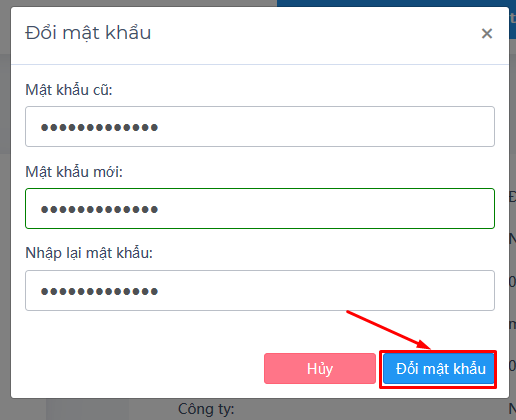 Đổi mật khẩu
×
Mật khẩu cũ:
•••••••••••••
Mật khẩu mới:
•••••••••••••
Nhập lại mật khẩu:
•••••••••••••
Hủy
Đổi mật khẩu
Công ty: